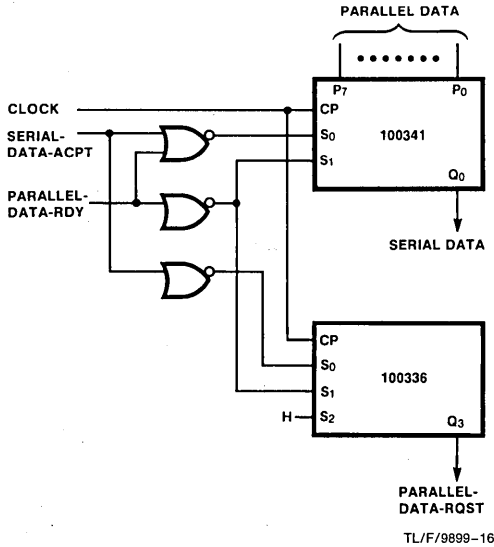 PARALLEL DATA
P7 P0
CLOCK
CP
SERIAL-
DATA-ACPT
S0
100341
S1
PARALLEL-
DATA-RDY
Q0
SERIAL DATA
CP
S0
100336
S1
H
S2
Q3
PARALLEL-
DATA-RQST
TL/F/9899-16